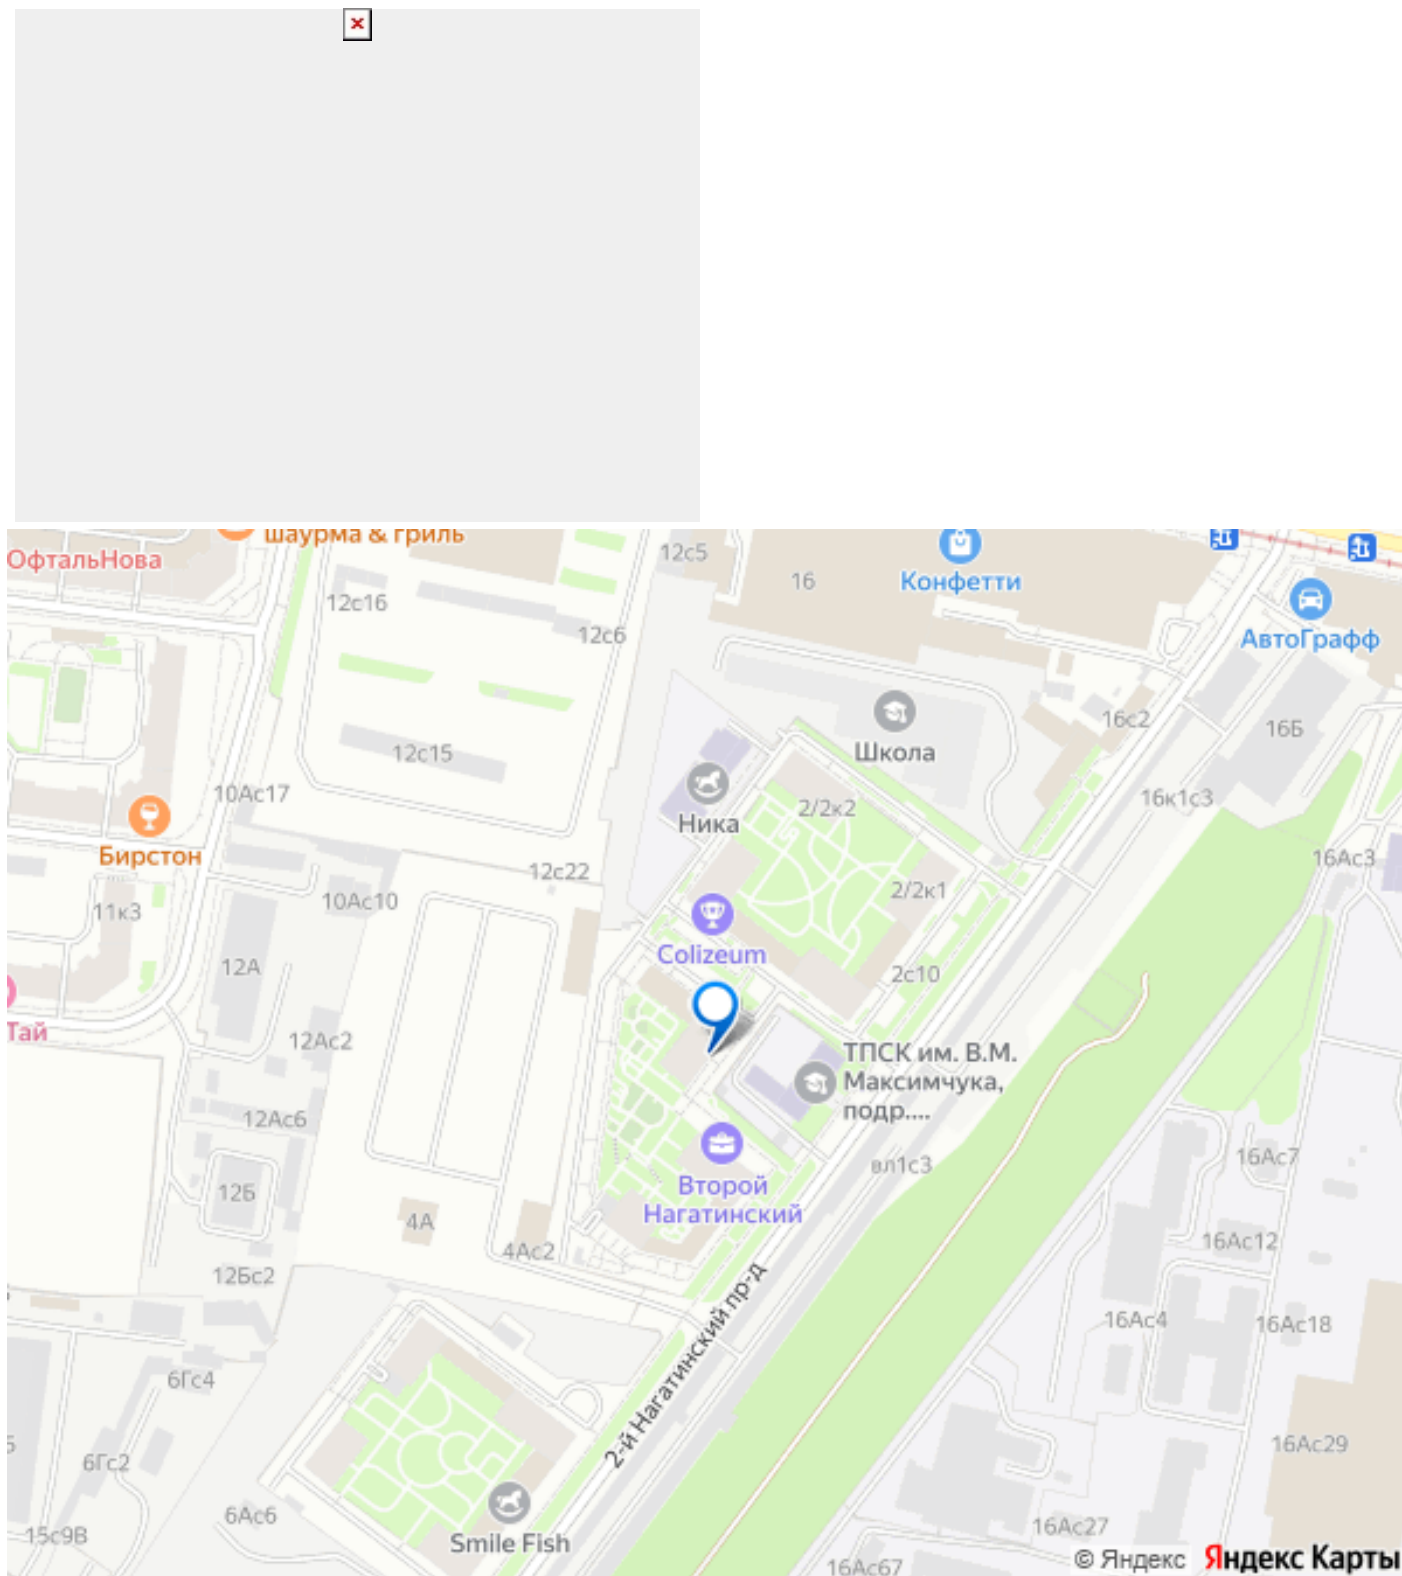 шаурма & гриль
ОфтальНова
12с5
16
Конфетти
12с16
12с6
АвтоГрафф
16с2
16Б
Школа
12с15
10Ас17
16к1с3
2/2к2
Ника
Бирстон
16Ас3
12с22
2/2к1
10Ас10
11к3
Colizeum
12А
2с10
Тай
12Ас2
ТПСК им. В.М.
Максимчука,
подр....
12Ас6
вл1с3
16Ас7
12Б
Второй
Нагатинский
4А
4Ас2
16Ас12
12Бс2
2-й Нагатинский пр-д
16Ас4
16Ас18
6Гс4
16Ас29
6Гс2
6Ас6
15с9В
Smile Fish
16Ас27
16Ас67
© Яндекс Яндекс Карты